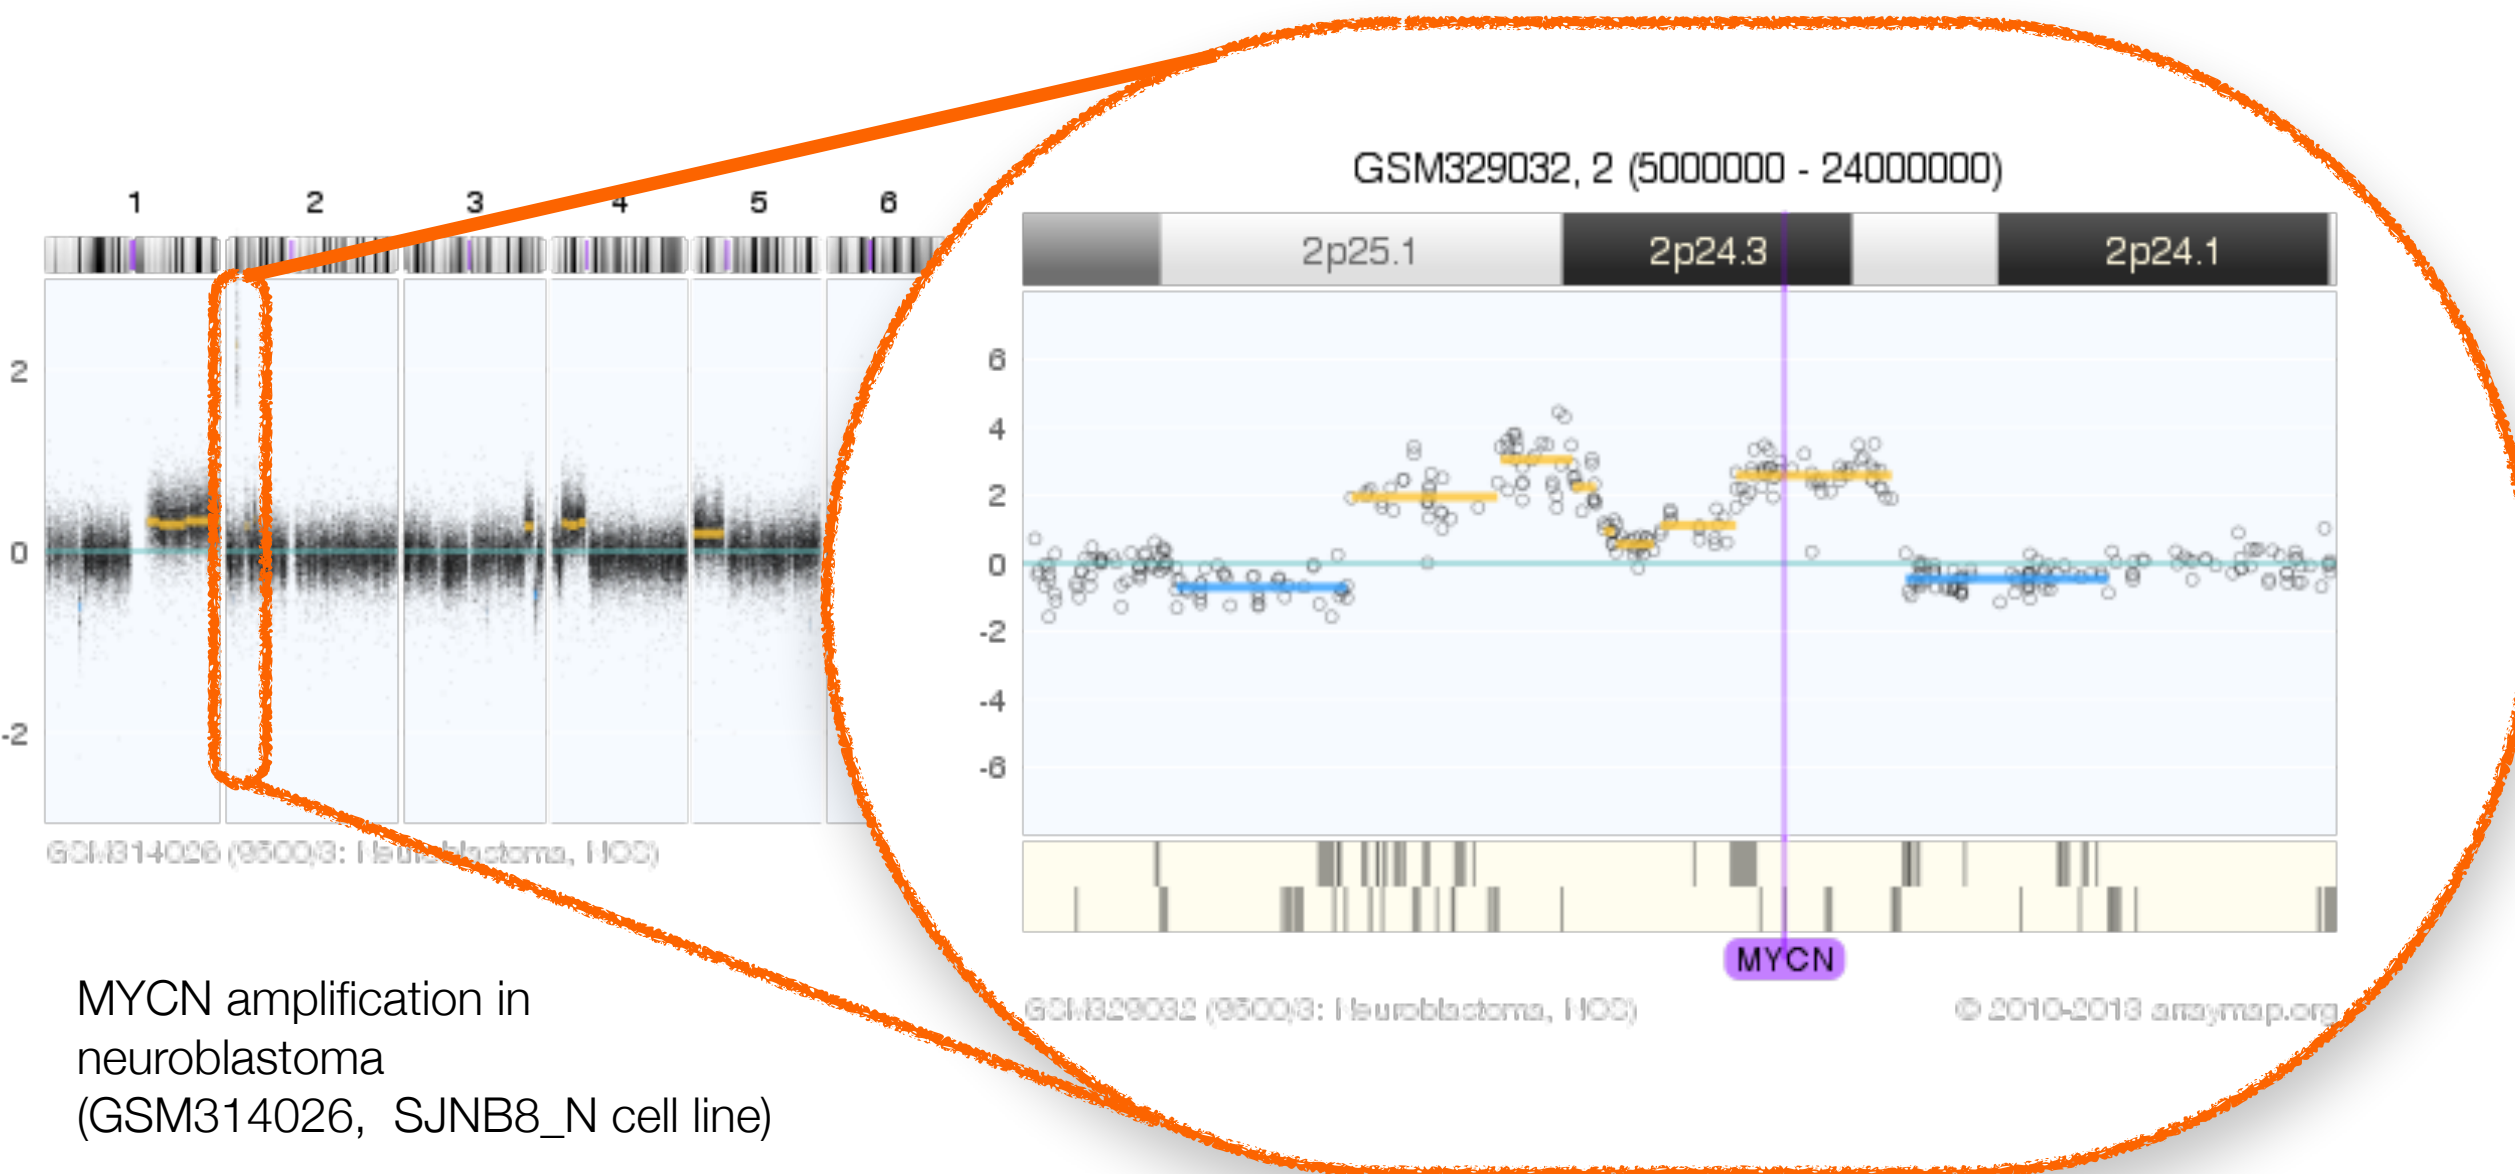 GSM329032, 2 (5000000 - 24000000)
1 2 3 4 5 6
2p25.1 2p24.3 2p24.1
2
0
-2
6
4
2
0
-2
-4
-6
MYCN
GSM314026 (9500/3: Neuroblastoma, NOS)
GSM329032 (9500/3: Neuroblastoma, NOS)
© 2010-2013 arraymap.org
MYCN amplification in
neuroblastoma
(GSM314026, SJNB8_N cell line)